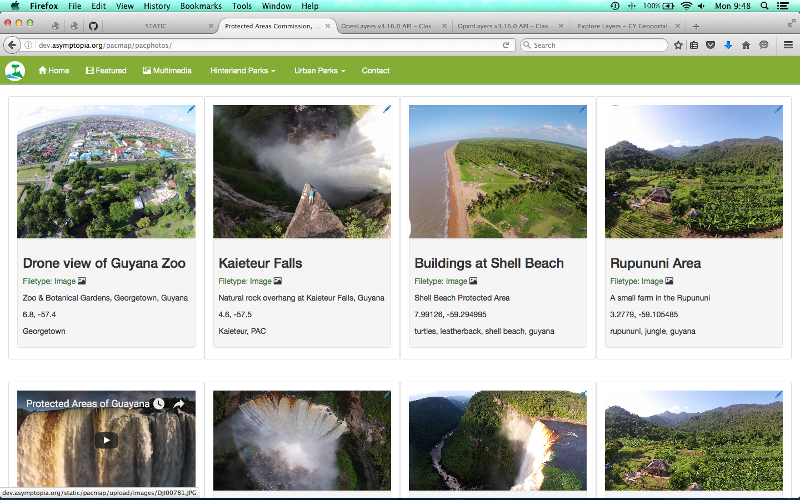 Firefox File Edit View History Bookmarks Tools Window Help 100% Mon 9:48
STATIC Protected Areas Commission, ... OpenLayers v3.16.0 API - Clas... OpenLayers v3.16.0 API - Clas... Explore Layers - GY Geoportal
dev.asymptopia.org/pacmap/pacphotos/ Search
Home Featured Multimedia Hinterland Parks Urban Parks Contact
Drone view of Guyana Zoo
Filetype: Image
Zoo & Botanical Gardens, Georgetown, Guyana
6.8, -57.4
Georgetown
Kaieteur Falls
Filetype: Image
Natural rock overhang at Kaieteur Falls, Guyana
4.6, -57.5
Kaieteur, PAC
Buildings at Shell Beach
Filetype: Image
Shell Beach Protected Area
7.99126, -59.294995
turtles, leatherback, shell beach, guyana
Rupununi Area
Filetype: Image
A small farm in the Rupununi
3.2779, -59.105485
rupununi, jungle, guyana
Protected Areas of Guayana
dev.asymptopia.org/static/pacmap/upload/images/DJI00781.JPG